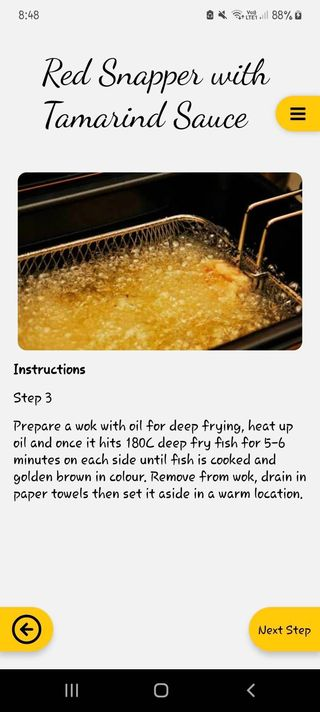 8:48
VoD LTE1 88%
Red Snapper with
Tamarind Sauce
Instructions
Step 3
Prepare a wok with oil for deep frying, heat up
oil and once it hits 180C deep fry fish for 5-6
minutes on each side until fish is cooked and
golden brown in colour. Remove from wok, drain in
paper towels then set it aside in a warm location.
Next Step